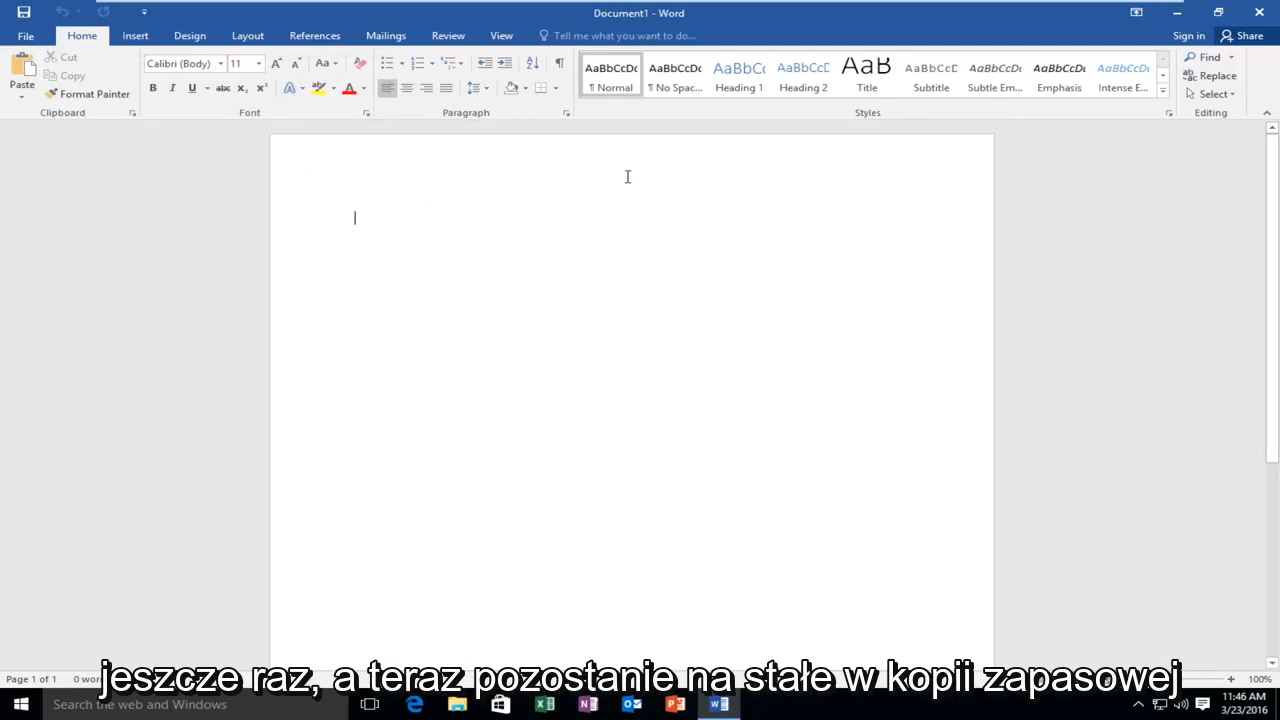 Document1 - Word
File Home Insert Design Layout References Mailings Review View Tell me what you want to do... Sign in Share
Paste
Cut
Copy
Format Painter
Clipboard
Calibri (Body) 11
Font
Paragraph
AaBbCcDc AaBbCcDc AaBbCc AaBbCcD AaB AaBbCcD AaBbCcDc AaBbCcDc AaBbCcDc
¶ Normal ¶ No Spac... Heading 1 Heading 2 Title Subtitle Subtle Em... Emphasis Intense E...
Styles
Find
Replace
Select
Editing
Page 1 of 1 0 100%
jeszcze raz, a teraz pozostanie na stałe w kopii zapasowej
Search the web and Windows
11:46 AM
3/23/2016